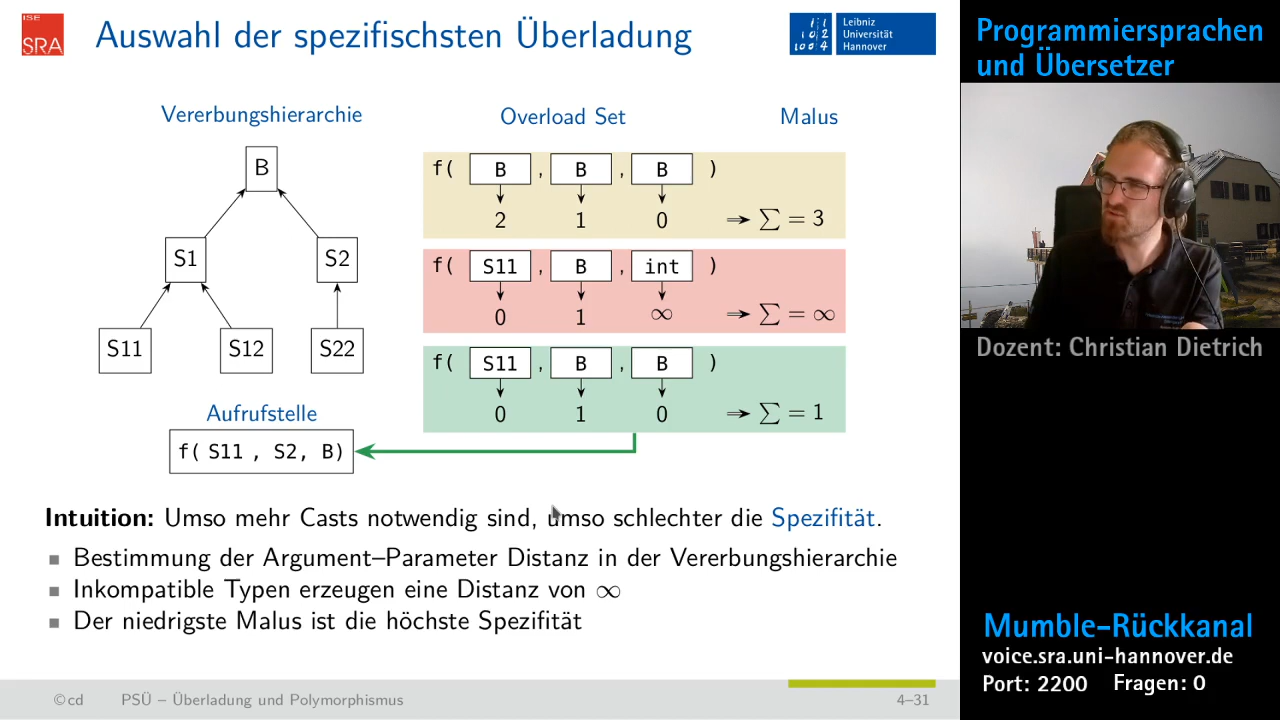 ISE
SRA
Auswahl der spezifischsten Überladung
Leibniz
Universität
Hannover
Vererbungshierarchie
B
S1
S2
S11
S12
S22
Aufrufstelle
f( S11 , S2, B)
Overload Set
Malus
f( B , B , B )
2 1 0 ⇒ ∑ = 3
f( S11 , B , int )
0 1 ∞ ⇒ ∑ = ∞
f( S11 , B , B )
0 1 0 ⇒ ∑ = 1
Intuition: Umso mehr Casts notwendig sind, umso schlechter die Spezifität.
Bestimmung der Argument–Parameter Distanz in der Vererbungshierarchie
Inkompatible Typen erzeugen eine Distanz von ∞
Der niedrigste Malus ist die höchste Spezifität
©cd PSÜ – Überladung und Polymorphismus 4–31
Programmiersprachen
und Übersetzer
Dozent: Christian Dietrich
Mumble-Rückkanal
voice.sra.uni-hannover.de
Port: 2200 Fragen: 0